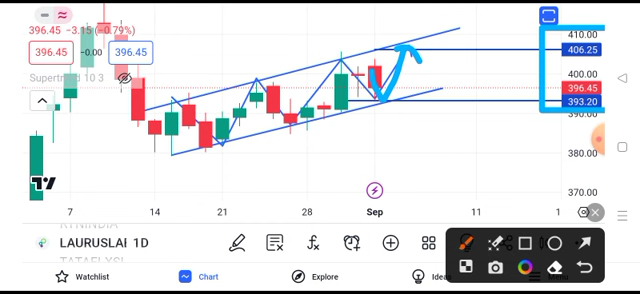 396.45 -3.15 (-0.79%)
396.45 -0.00 396.45
Supertrend 10 3
410.00
406.25
400.00
396.45
393.20
390.00
380.00
370.00
7 14 21 28 Sep 11 1
LAURUSLAI 1D
Watchlist Chart Explore Ideas Menu